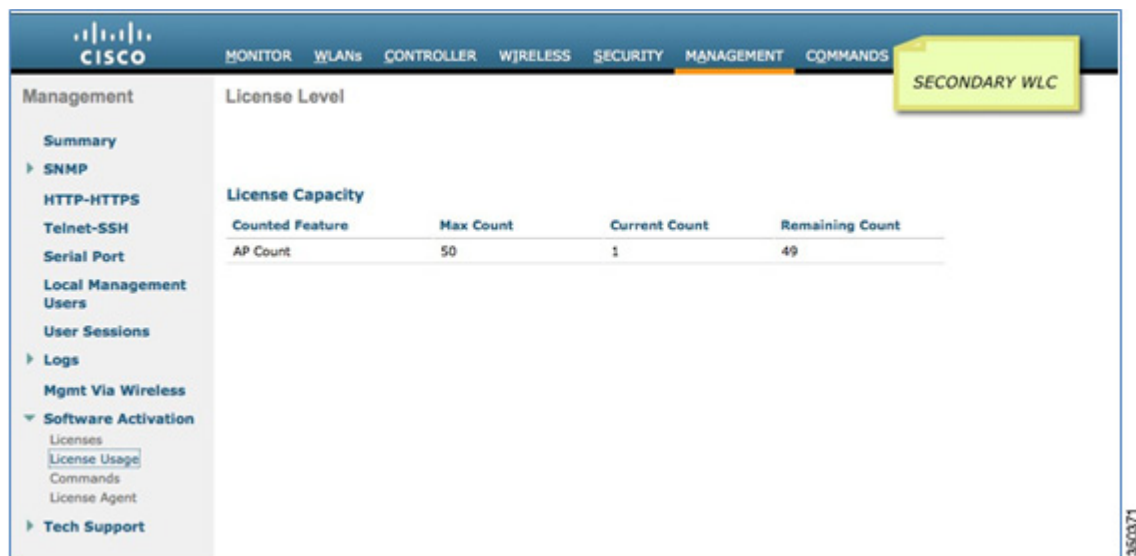 CISCO
MONITOR WLANs CONTROLLER WIRELESS SECURITY MANAGEMENT COMMANDS
SECONDARY WLC
Management
Summary
SNMP
HTTP-HTTPS
Telnet-SSH
Serial Port
Local Management
Users
User Sessions
Logs
Mgmt Via Wireless
Software Activation
Licenses
License Usage
Commands
License Agent
Tech Support
License Level
License Capacity
Counted Feature Max Count Current Count Remaining Count
AP Count 50 1 49
350371